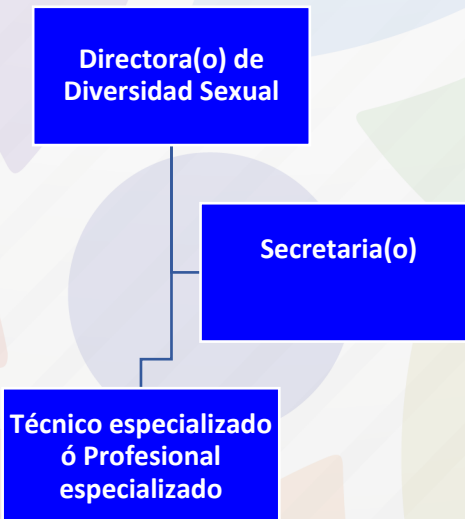 Directora(o) de
Diversidad Sexual
Secretaria(o)
Técnico especializado
ó Profesional
especializado